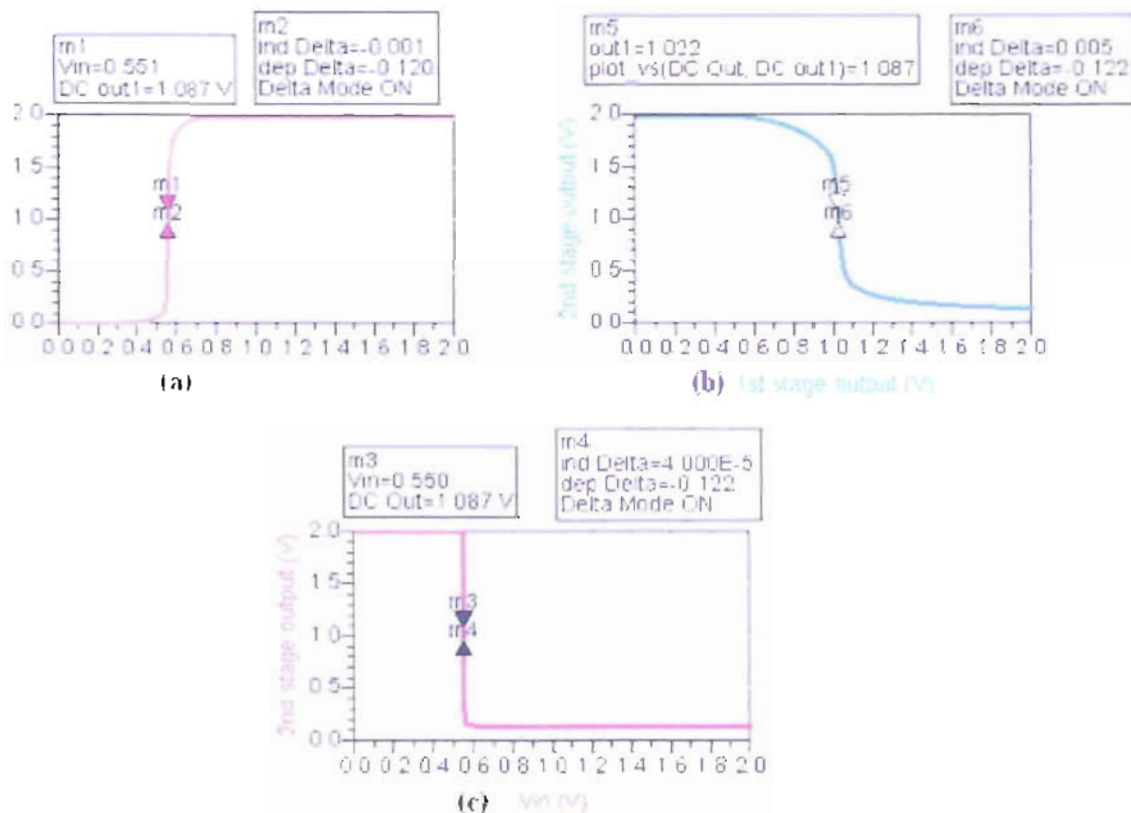 m1
Vin=0.551
DC out1=1.087 V
m2
ind Delta=-0.001
dep Delta=-0.120
Delta Mode ON
m5
out1=1.022
plot_vs(DC Out, DC out1)=1.087
m6
ind Delta=0.005
dep Delta=-0.122
Delta Mode ON
2.0
1.5
1.0
0.5
0.0
m1
m2
0.0 0.2 0.4 0.6 0.8 1.0 1.2 1.4 1.6 1.8 2.0
(a)
2nd stage output (V)
2.0
1.5
1.0
0.5
0.0
m5
m6
0.0 0.2 0.4 0.6 0.8 1.0 1.2 1.4 1.6 1.8 2.0
(b) 1st stage output (V)
m3
Vin=0.550
DC Out=1.087 V
m4
ind Delta=4.000E-5
dep Delta=-0.122
Delta Mode ON
2nd stage output (V)
2.0
1.5
1.0
0.5
0.0
m3
m4
0.0 0.2 0.4 0.6 0.8 1.0 1.2 1.4 1.6 1.8 2.0
(c) Vin (V)